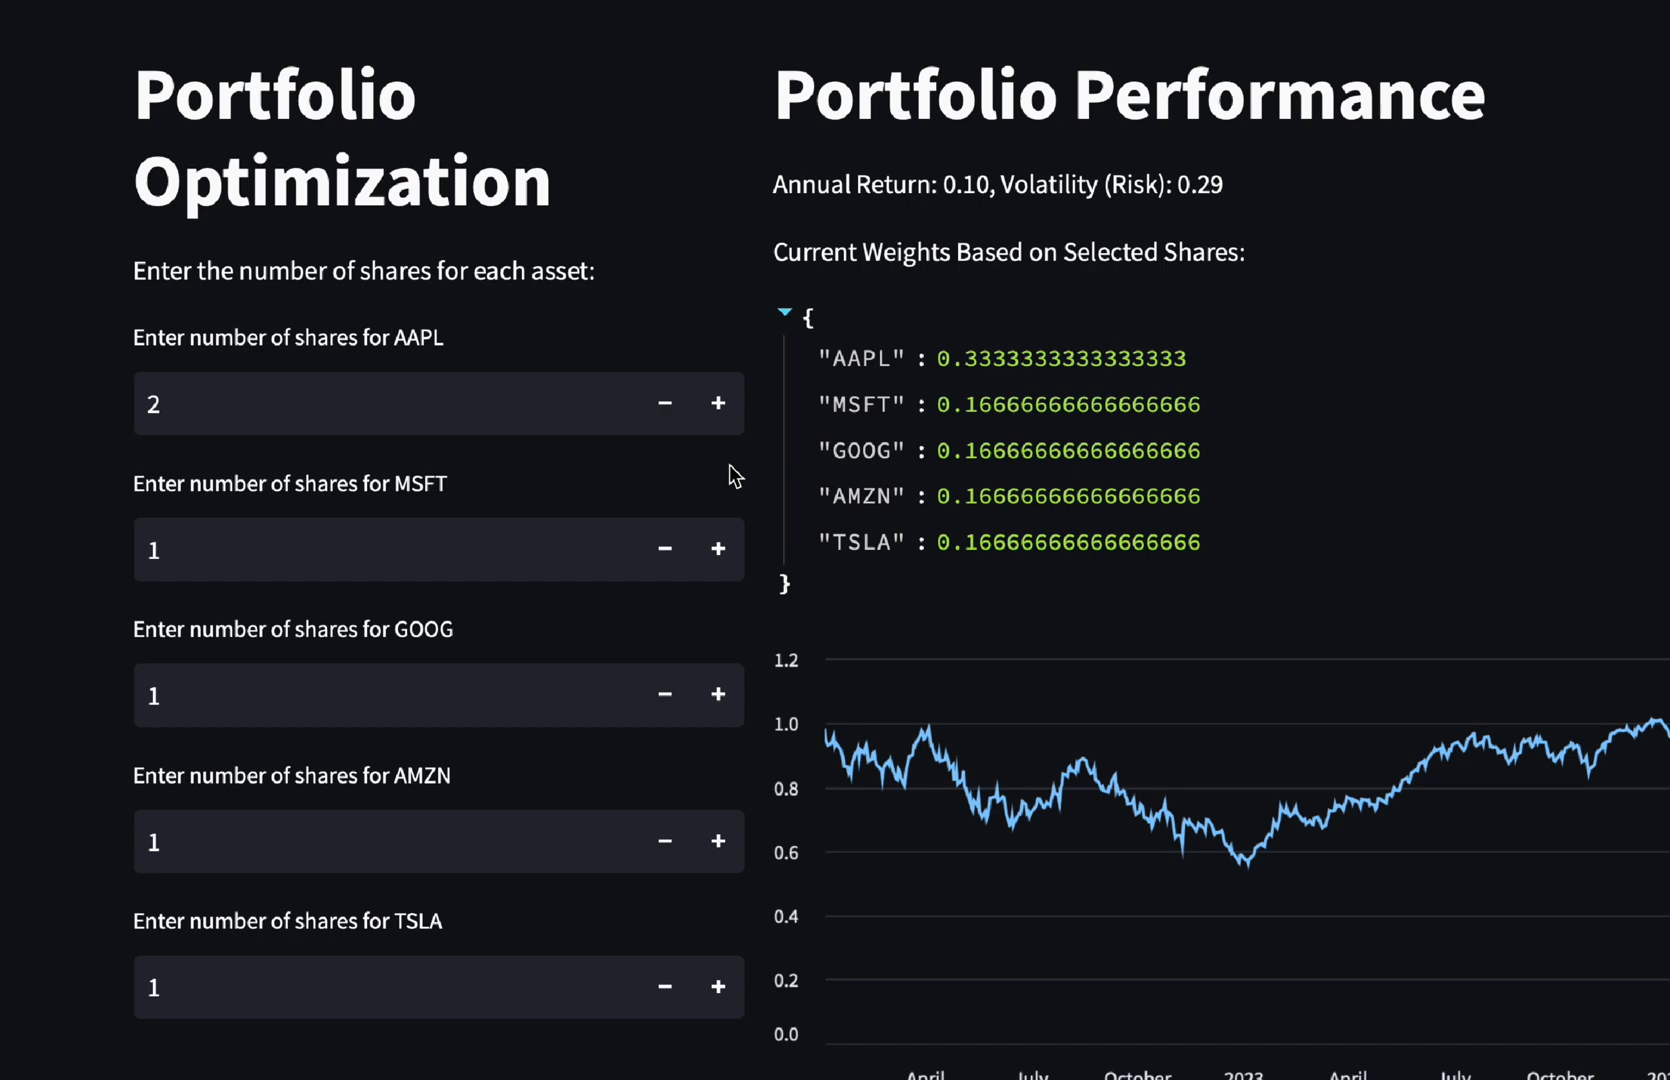 Portfolio
Optimization
Enter the number of shares for each asset:
Enter number of shares for AAPL
2 − +
Enter number of shares for MSFT
1 − +
Enter number of shares for GOOG
1 − +
Enter number of shares for AMZN
1 − +
Enter number of shares for TSLA
1 − +
Portfolio Performance
Annual Return: 0.10, Volatility (Risk): 0.29
Current Weights Based on Selected Shares:
{
"AAPL" : 0.3333333333333333
"MSFT" : 0.16666666666666666
"GOOG" : 0.16666666666666666
"AMZN" : 0.16666666666666666
"TSLA" : 0.16666666666666666
}
1.2
1.0
0.8
0.6
0.4
0.2
0.0
April July October 2023 April July October